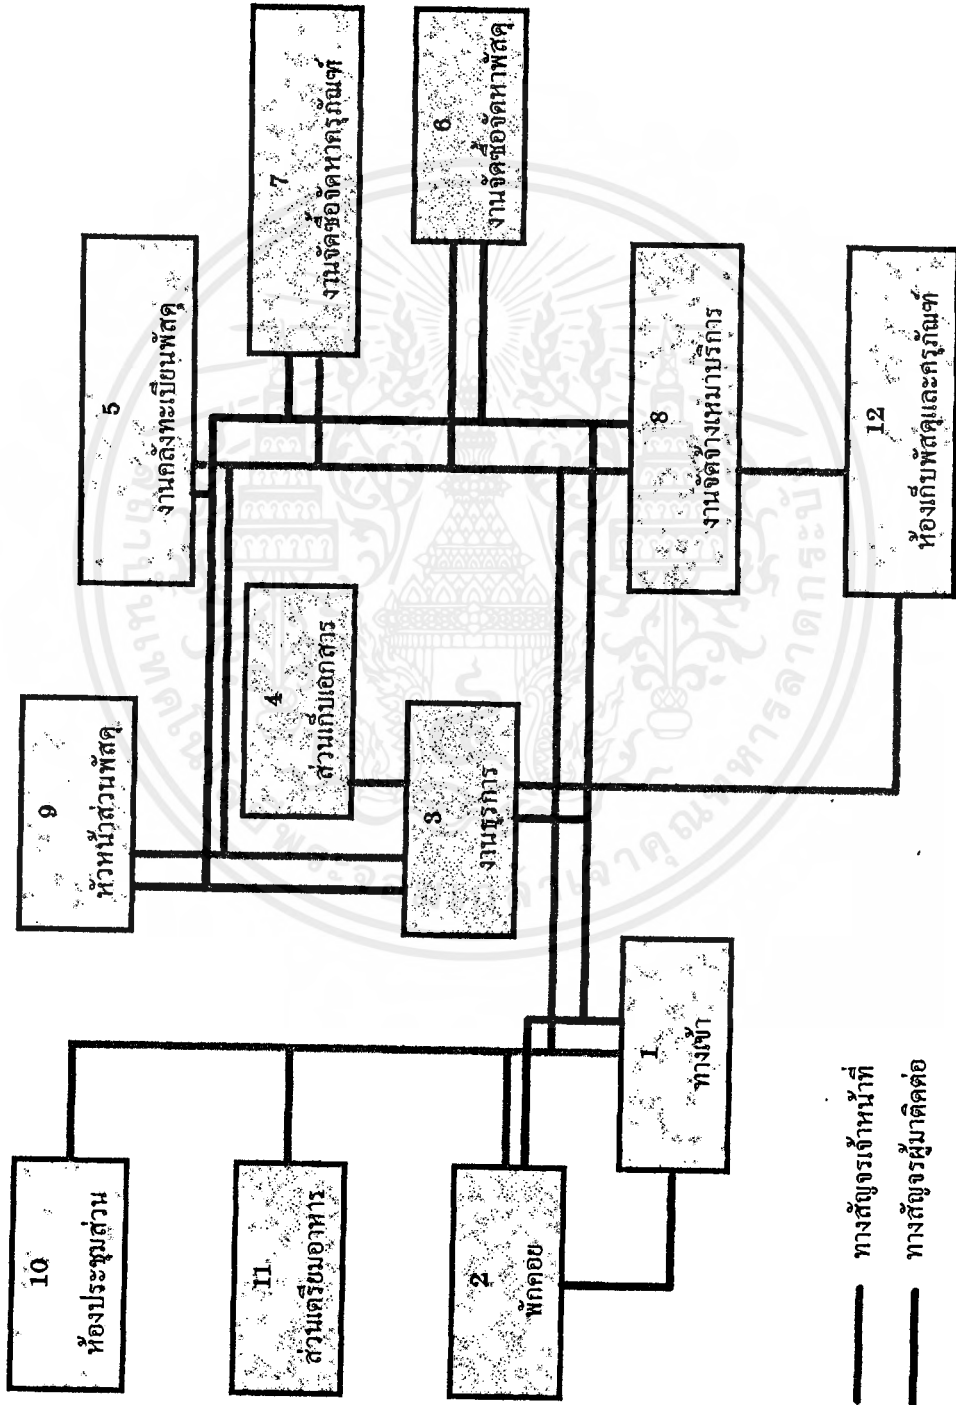 10
ห้องประชุมส่วน
9
หัวหน้าส่วนพัสดุ
5
งานคลังทะเบียนพัสดุ
11
ส่วนเตรียมอาหาร
4
ส่วนเก็บเอกสาร
7
งานจัดซื้อจัดหาครุภัณฑ์
2
พักคอย
3
งานธุรการ
6
งานจัดซื้อจัดหาพัสดุ
1
ทางเข้า
8
งานจัดจ้างเหมาบริการ
12
ห้องเก็บพัสดุและครุภัณฑ์
ทางสัญจรเจ้าหน้าที่
ทางสัญจรผู้มาติดต่อ